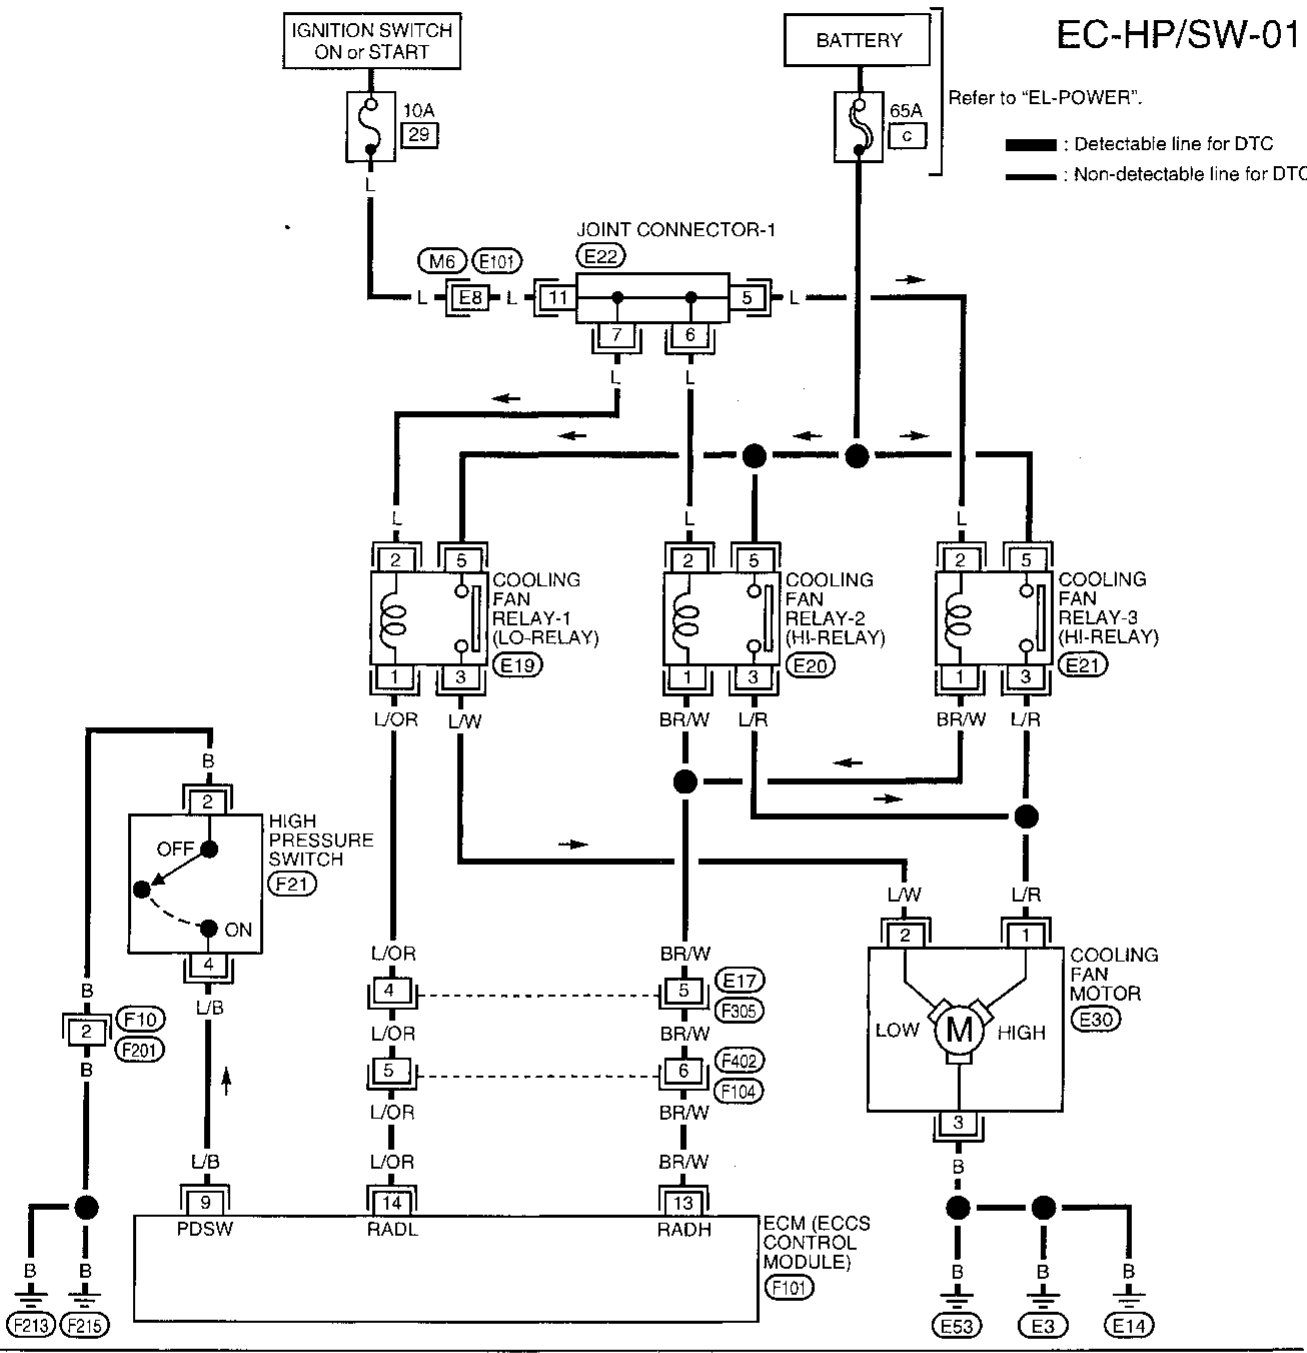 EC-HP/SW-01
IGNITION SWITCH
ON or START
BATTERY
Refer to "EL-POWER".
10A
29
65A
C
: Detectable line for DTC
: Non-detectable line for DTC
L
JOINT CONNECTOR-1
M6 E101 E22
L E8 L 11 5 L
7 6
L L
L L L
2 5 2 5 2 5
COOLING
FAN
RELAY-1
(LO-RELAY)
E19
COOLING
FAN
RELAY-2
(HI-RELAY)
E20
COOLING
FAN
RELAY-3
(HI-RELAY)
E21
1 3 1 3 1 3
L/OR L/W BR/W L/R BR/W L/R
B
2
HIGH
PRESSURE
SWITCH
F21
OFF
ON
4
L/B
L/W L/R
2 1
COOLING
FAN
MOTOR
E30
LOW M HIGH
3
B
L/OR BR/W
4 5 E17
F305
L/OR BR/W
5 6 F402
F104
L/OR BR/W
B
2 F10
F201
B
L/B L/OR BR/W
9 14 13
PDSW RADL RADH
ECM (ECCS
CONTROL
MODULE)
F101
B B B B B
F213 F215 E53 E3 E14